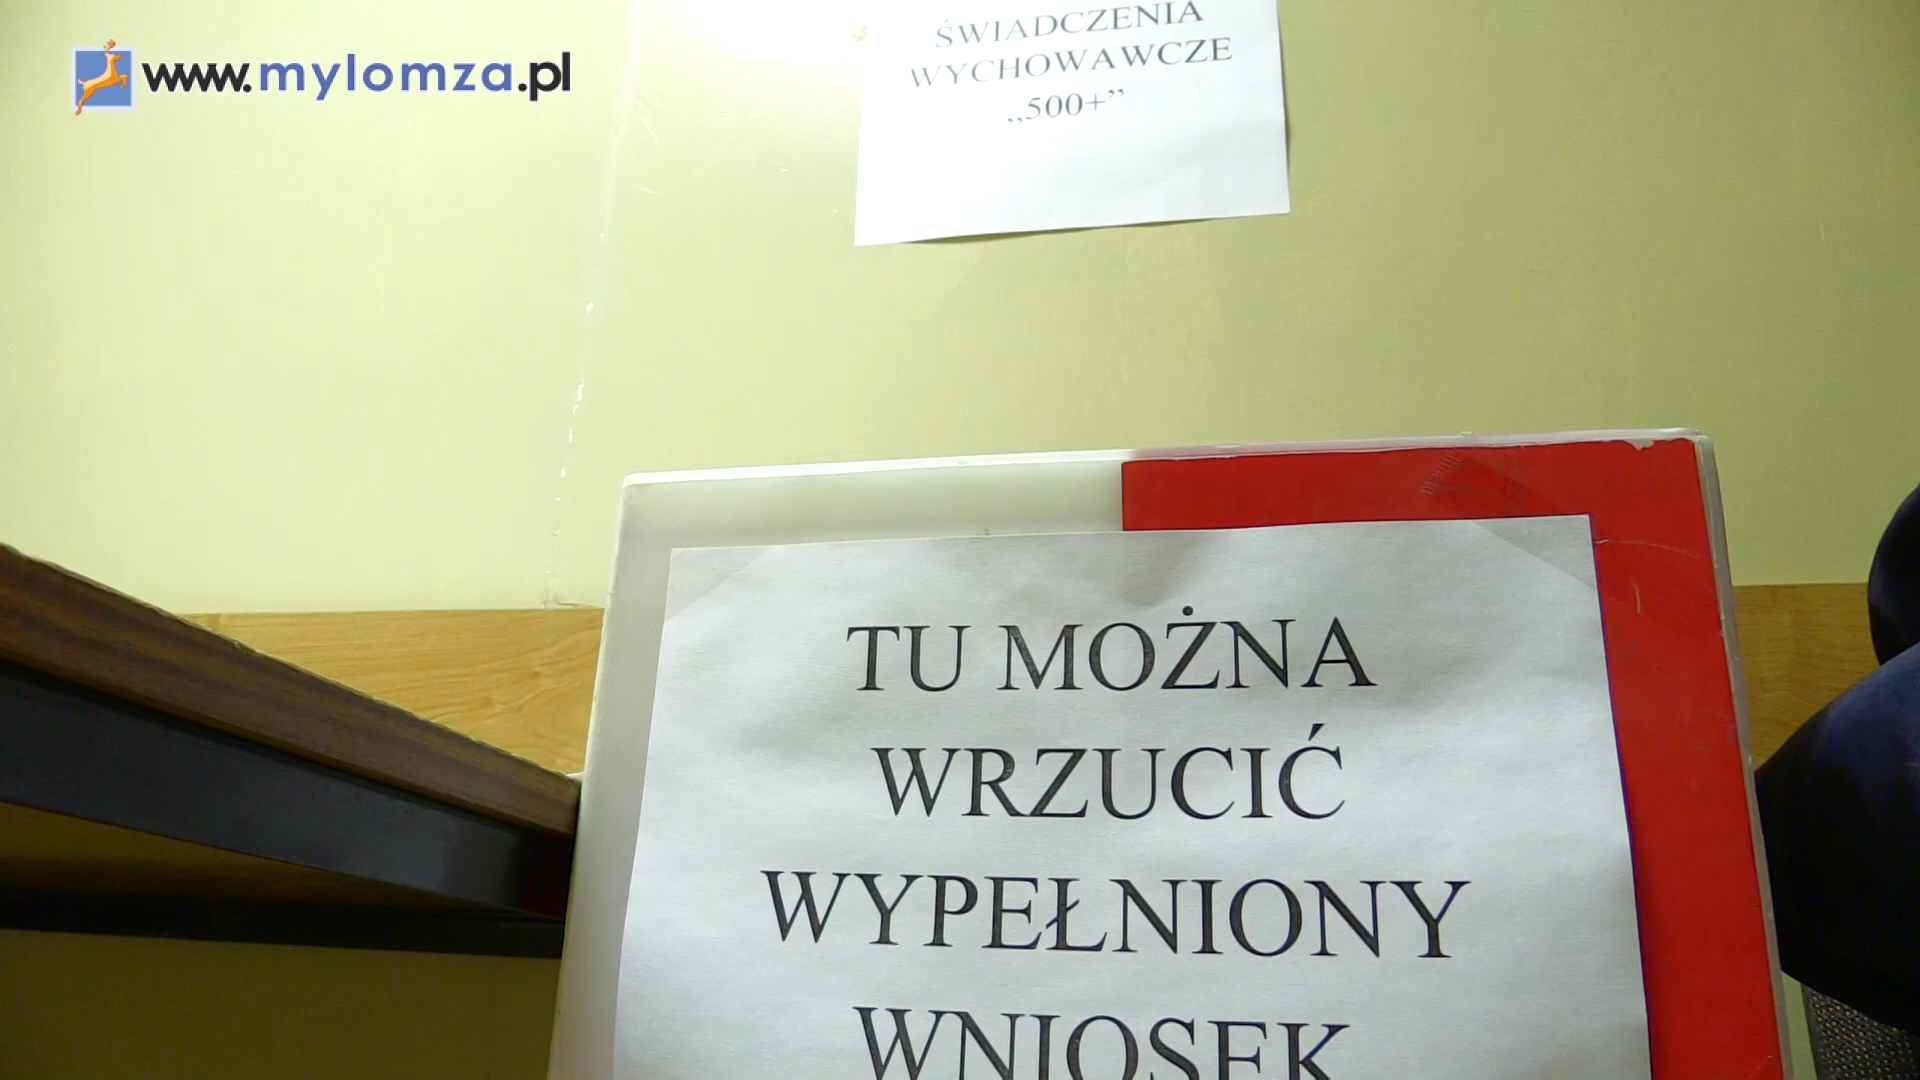 www.mylomza.pl
ŚWIADCZENIA
WYCHOWAWCZE
„500+”
TU MOŻNA
WRZUCIĆ
WYPEŁNIONY
WNIOSEK